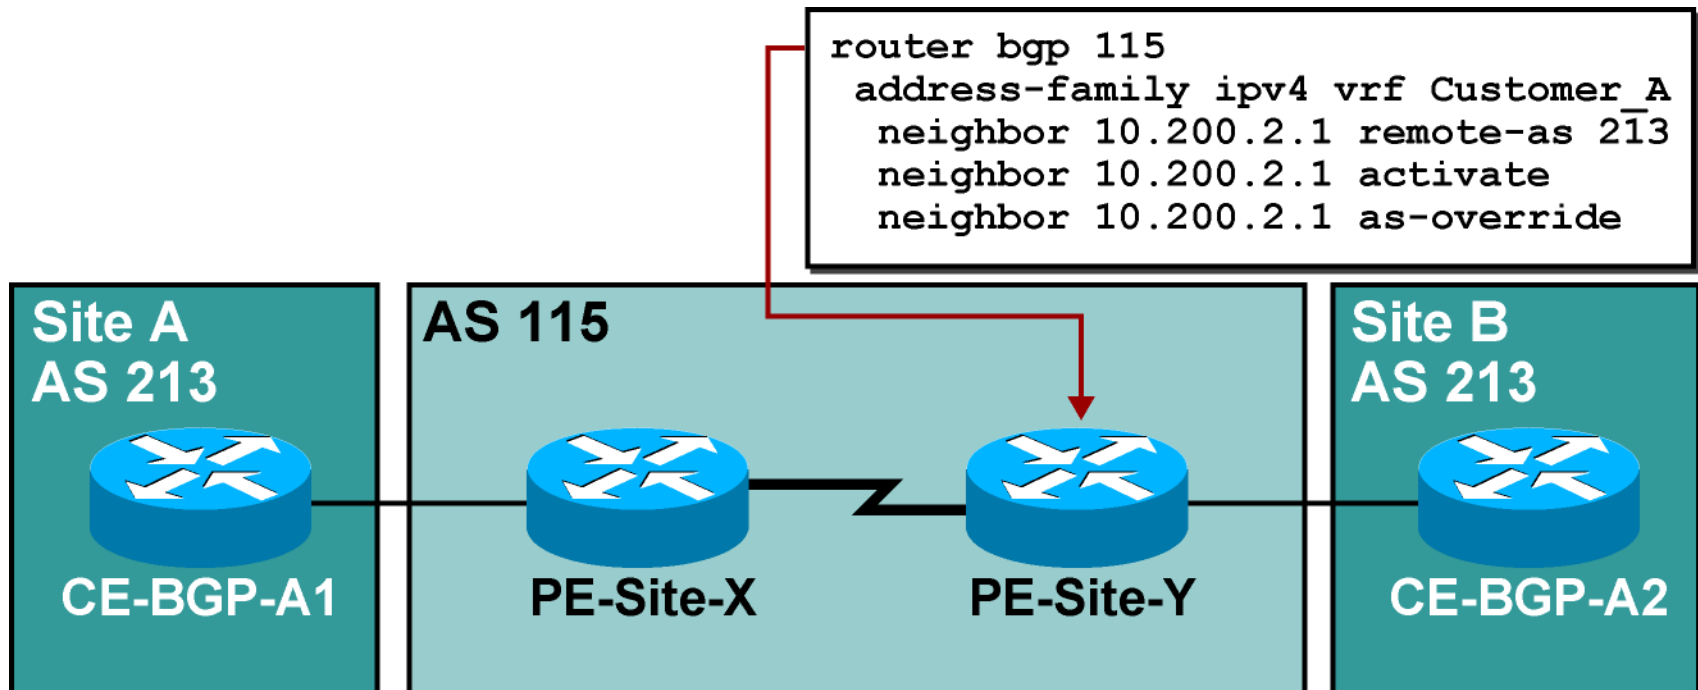 router bgp 115
address-family ipv4 vrf Customer_A
neighbor 10.200.2.1 remote-as 213
neighbor 10.200.2.1 activate
neighbor 10.200.2.1 as-override
Site A
AS 213
AS 115
Site B
AS 213
CE-BGP-A1
PE-Site-X
PE-Site-Y
CE-BGP-A2